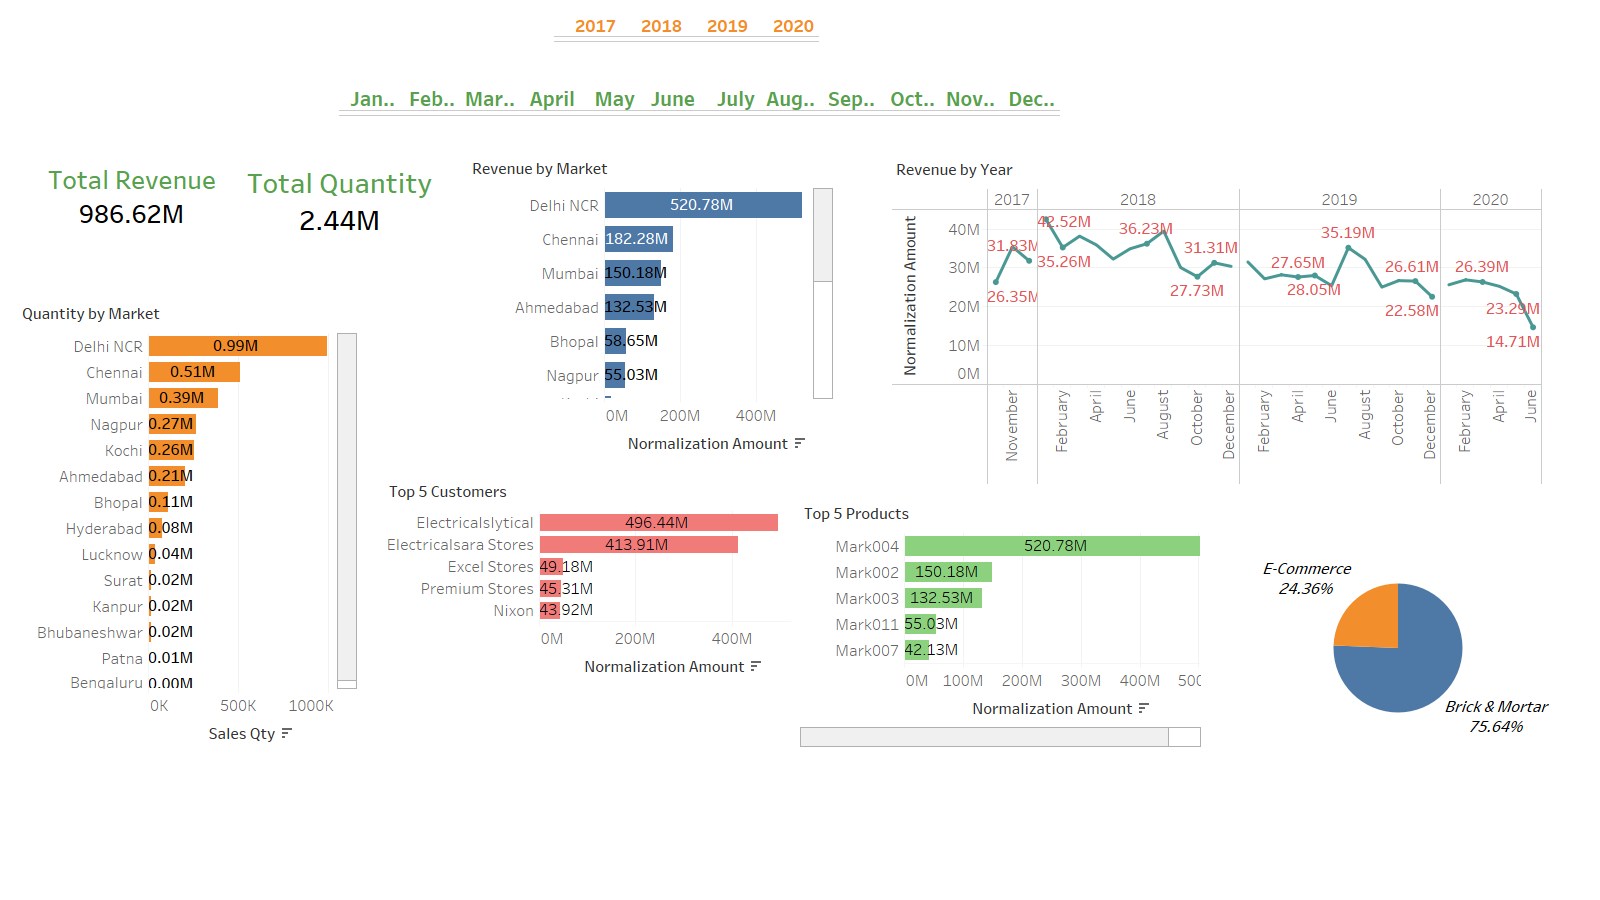 2017 2018 2019 2020
Jan.. Feb.. Mar.. April May June July Aug.. Sep.. Oct.. Nov.. Dec..
Total Revenue
986.62M
Total Quantity
2.44M
Revenue by Market
Delhi NCR 520.78M
Chennai 182.28M
Mumbai 150.18M
Ahmedabad 132.53M
Bhopal 58.65M
Nagpur 55.03M
0M 200M 400M
Normalization Amount
Revenue by Year
2017 2018 2019 2020
Normalization Amount
40M
30M
20M
10M
0M
31.83M
26.35M
42.52M
35.26M
36.23M
27.73M
31.31M
27.65M
28.05M
35.19M
26.61M
22.58M
26.39M
23.29M
14.71M
November February April June August October December February April June August October December February April June
Quantity by Market
Delhi NCR 0.99M
Chennai 0.51M
Mumbai 0.39M
Nagpur 0.27M
Kochi 0.26M
Ahmedabad 0.21M
Bhopal 0.11M
Hyderabad 0.08M
Lucknow 0.04M
Surat 0.02M
Kanpur 0.02M
Bhubaneshwar 0.02M
Patna 0.01M
Bengaluru 0.00M
0K 500K 1000K
Sales Qty
Top 5 Customers
Electricalslytical 496.44M
Electricalsara Stores 413.91M
Excel Stores 49.18M
Premium Stores 45.31M
Nixon 43.92M
0M 200M 400M
Normalization Amount
Top 5 Products
Mark004 520.78M
Mark002 150.18M
Mark003 132.53M
Mark011 55.03M
Mark007 42.13M
0M 100M 200M 300M 400M
Normalization Amount
E-Commerce
24.36%
Brick & Mortar
75.64%